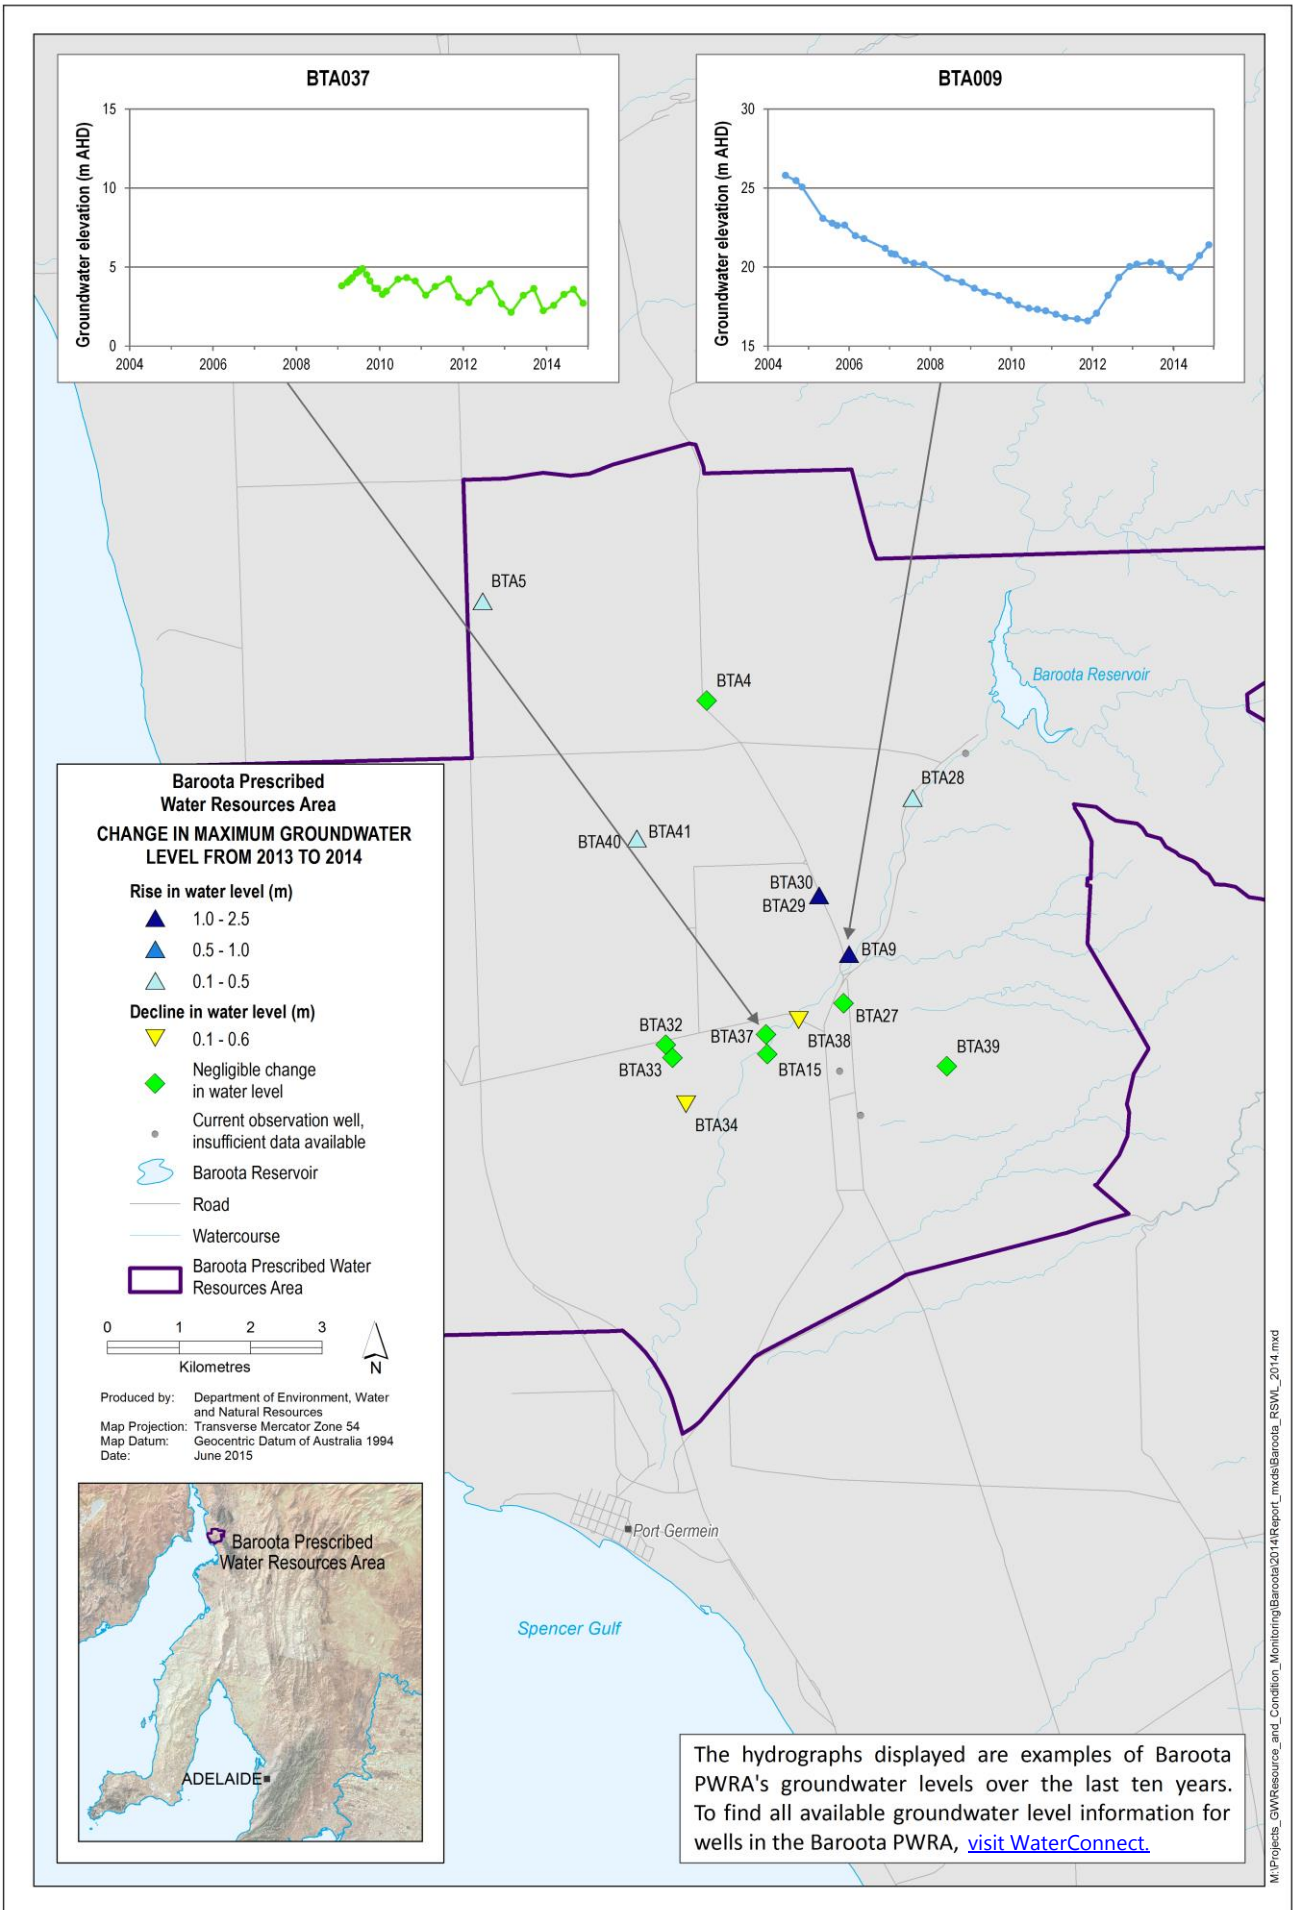 BTA037
Groundwater elevation (m AHD)
15
10
5
0
2004 2006 2008 2010 2012 2014
BTA009
Groundwater elevation (m AHD)
30
25
20
15
2004 2006 2008 2010 2012 2014
BTA5
BTA4
Baroota Reservoir
BTA28
BTA40
BTA41
BTA30
BTA29
BTA9
BTA27
BTA32
BTA37
BTA38
BTA33
BTA15
BTA39
BTA34
Baroota Prescribed
Water Resources Area
CHANGE IN MAXIMUM GROUNDWATER
LEVEL FROM 2013 TO 2014
Rise in water level (m)
1.0 - 2.5
0.5 - 1.0
0.1 - 0.5
Decline in water level (m)
0.1 - 0.6
Negligible change
in water level
Current observation well,
insufficient data available
Baroota Reservoir
Road
Watercourse
Baroota Prescribed Water
Resources Area
0 1 2 3
Kilometres
N
Produced by: Department of Environment, Water
and Natural Resources
Map Projection: Transverse Mercator Zone 54
Map Datum: Geocentric Datum of Australia 1994
Date: June 2015
Baroota Prescribed
Water Resources Area
ADELAIDE
Port Germein
Spencer Gulf
The hydrographs displayed are examples of Baroota
PWRA's groundwater levels over the last ten years.
To find all available groundwater level information for
wells in the Baroota PWRA, visit WaterConnect.
M:\Projects_GW\Resource_and_Condition_Monitoring\Baroota\2014\Report_mxds\Baroota_RSWL_2014.mxd